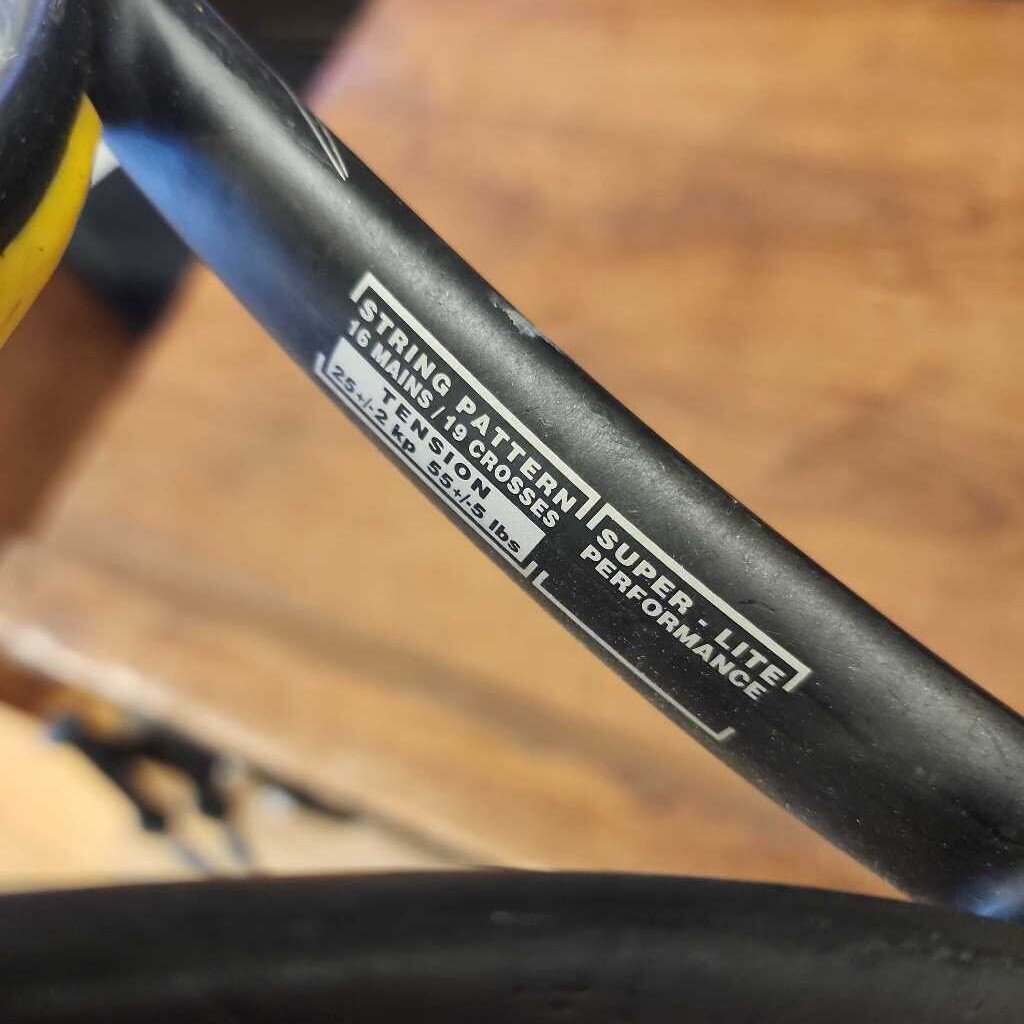 STRING PATTERN
16 MAINS / 19 CROSSES
TENSION
25+/-2 kp 55+/-5 lbs
SUPER - LITE
PERFORMANCE